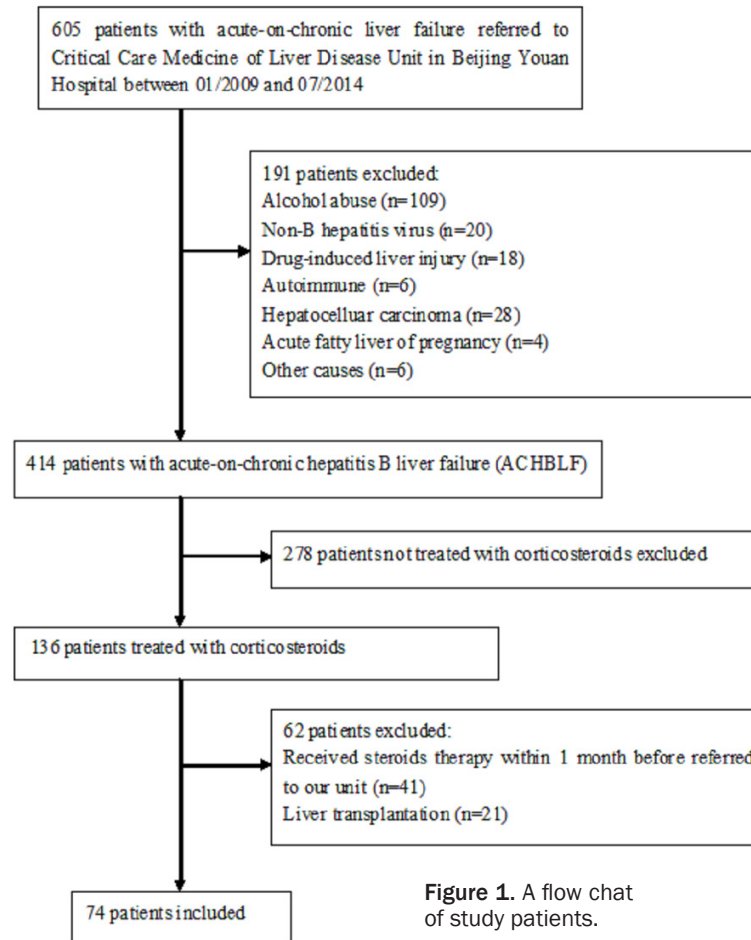 605 patients with acute-on-chronic liver failure referred to
Critical Care Medicine of Liver Disease Unit in Beijing Youan
Hospital between 01/2009 and 07/2014
191 patients excluded:
Alcohol abuse (n=109)
Non-B hepatitis virus (n=20)
Drug-induced liver injury (n=18)
Autoimmune (n=6)
Hepatocelluar carcinoma (n=28)
Acute fatty liver of pregnancy (n=4)
Other causes (n=6)
414 patients with acute-on-chronic hepatitis B liver failure (ACHBLF)
278 patients not treated with corticosteroids excluded
136 patients treated with corticosteroids
62 patients excluded:
Received steroids therapy within 1 month before referred
to our unit (n=41)
Liver transplantation (n=21)
74 patients included
Figure 1. A flow chat
of study patients.